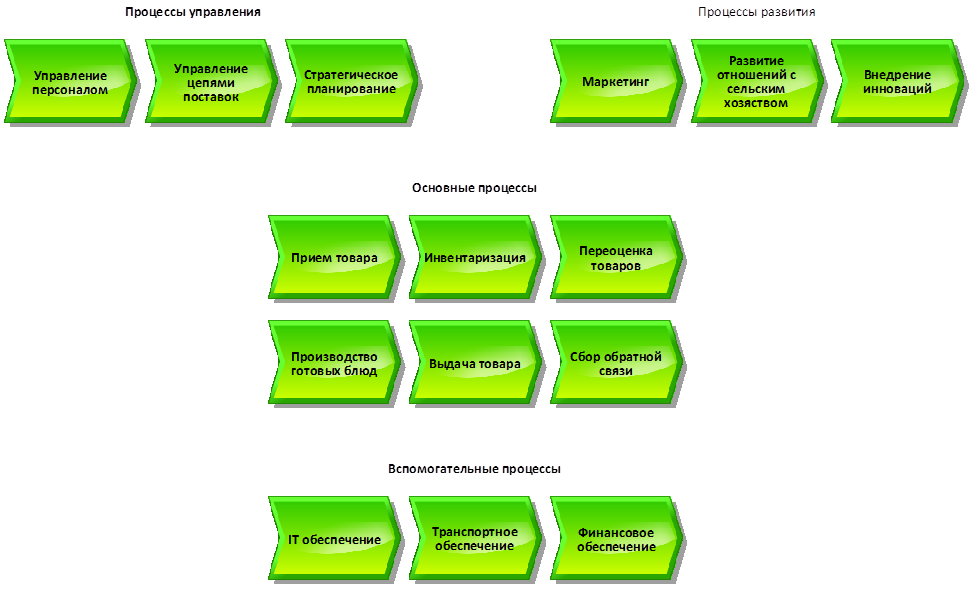 Процессы управления
Процессы развития
Управление
персоналом
Управление
цепями
поставок
Стратегическое
планирование
Маркетинг
Развитие
отношений с
сельским
хозяйством
Внедрение
инноваций
Основные процессы
Прием товара
Инвентаризация
Переоценка
товаров
Производство
готовых блюд
Выдача товара
Сбор обратной
связи
Вспомогательные процессы
IT обеспечение
Транспортное
обеспечение
Финансовое
обеспечение